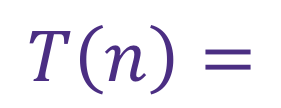 T(n) =